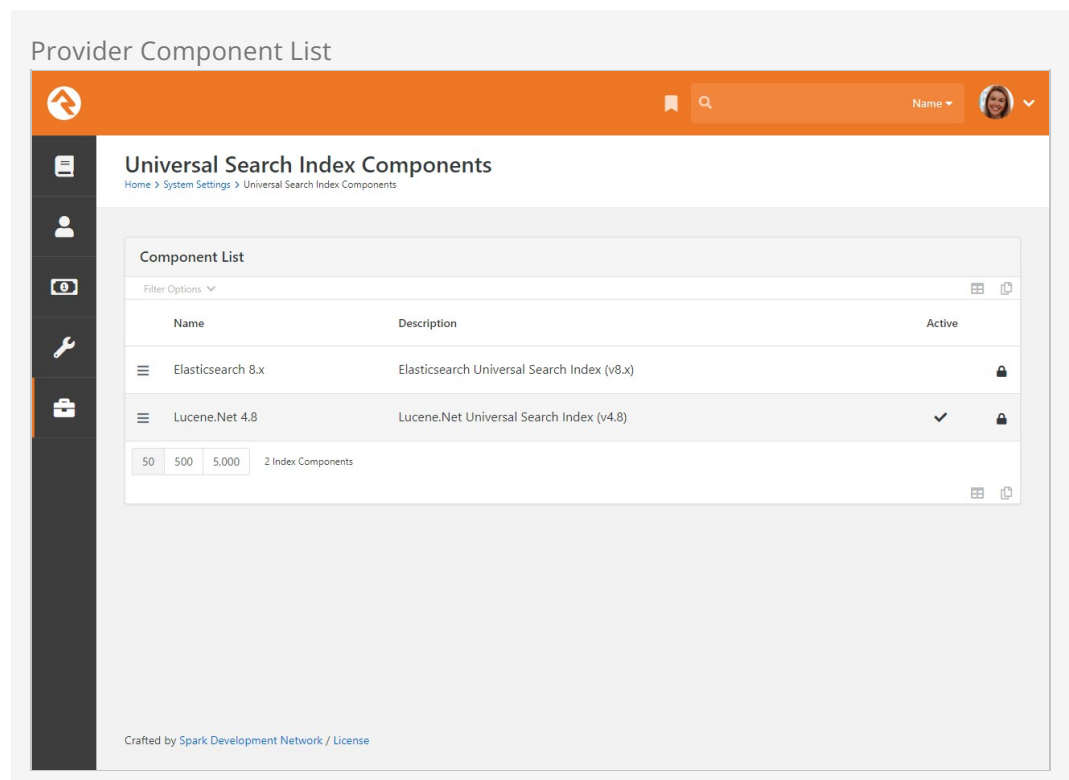 Provider Component List
Name
Universal Search Index Components
Home > System Settings > Universal Search Index Components
Component List
Filter Options
Name Description Active
Elasticsearch 8.x Elasticsearch Universal Search Index (v8.x)
Lucene.Net 4.8 Lucene.Net Universal Search Index (v4.8)
50 500 5,000 2 Index Components
Crafted by Spark Development Network / License